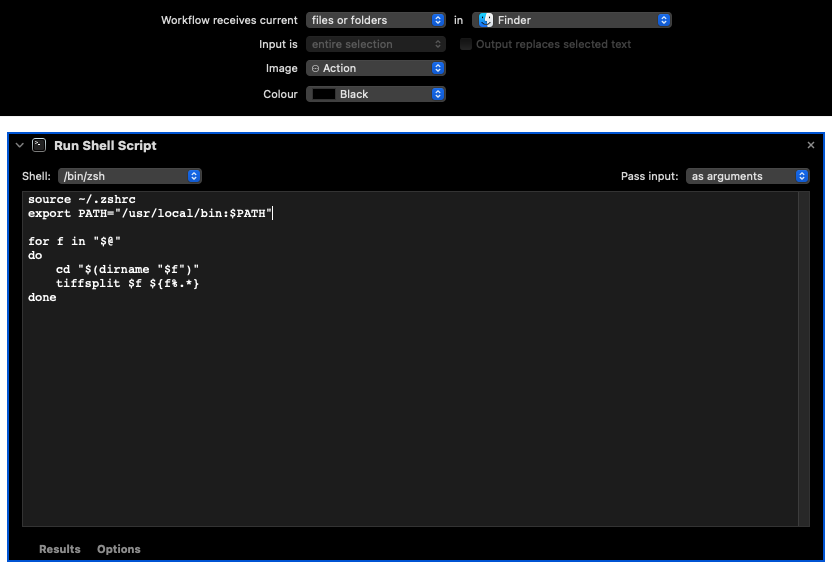 Workflow receives current files or folders in Finder
Input is entire selection Output replaces selected text
Image Action
Colour Black
Run Shell Script
Shell: /bin/zsh Pass input: as arguments
source ~/.zshrc
export PATH="/usr/local/bin:$PATH"
for f in "$@"
do
    cd "$(dirname "$f")"
    tiffsplit $f ${f%.*}
done
Results Options